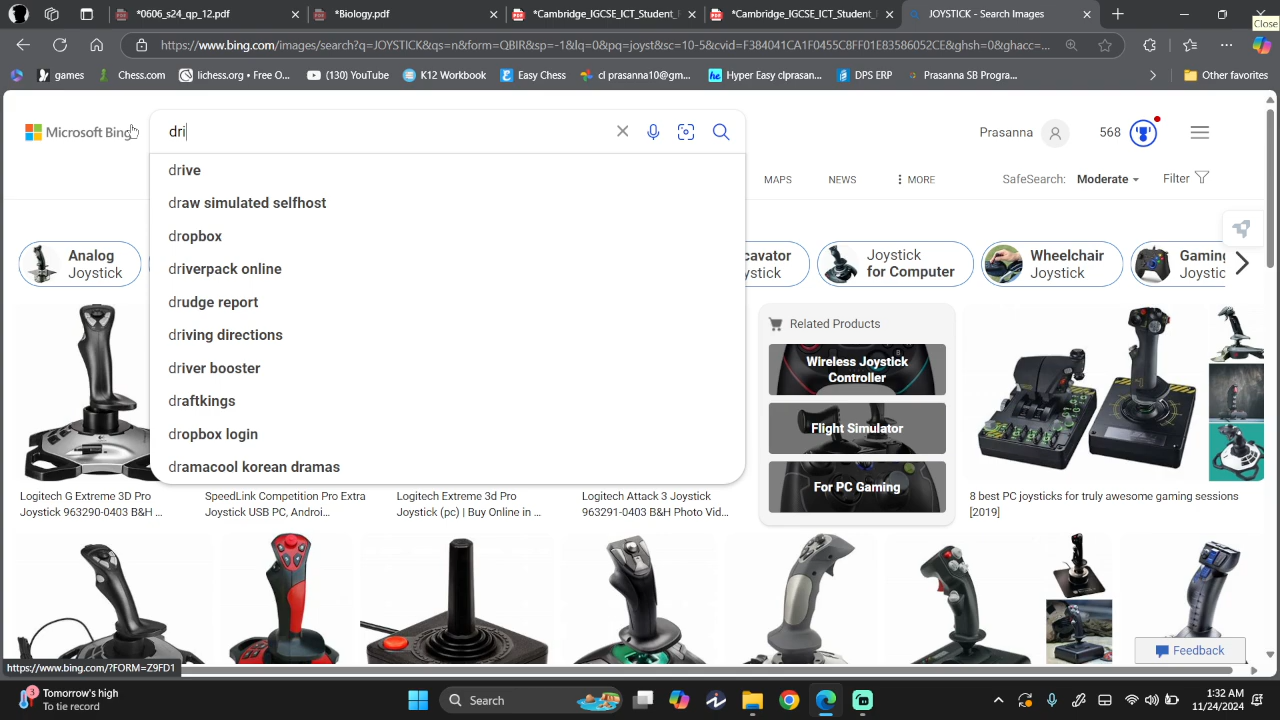 *0606_s24_qp_12.pdf
*Biology.pdf
*Cambridge_IGCSE_ICT_Student_
*Cambridge_IGCSE_ICT_Student_
JOYSTICK - Search Images
Close
https://www.bing.com/images/search?q=JOYSTICK&qs=n&form=QBIR&sp=-1&lq=0&pq=joyst&sc=10-5&cvid=F384041CA1F0455C8FF01E83586052CE&ghsh=0&ghacc=...
games
Chess.com
lichess.org • Free O...
(130) YouTube
K12 Workbook
Easy Chess
cl prasanna10@gm...
Hyper Easy clprasan...
DPS ERP
Prasanna SB Progra...
Other favorites
Microsoft Bing
dri
Prasanna
568
drive
draw simulated selfhost
dropbox
driverpack online
drudge report
driving directions
driver booster
draftkings
dropbox login
dramacool korean dramas
MAPS
NEWS
MORE
SafeSearch: Moderate
Filter
Analog
Joystick
cavator
ystick
Joystick
for Computer
Wheelchair
Joystick
Gaming
Joystic
Related Products
Wireless Joystick
Controller
Flight Simulator
For PC Gaming
Logitech G Extreme 3D Pro
Joystick 963290-0403 B&H ...
SpeedLink Competition Pro Extra
Joystick USB PC, Androi...
Logitech Extreme 3d Pro
Joystick (pc) | Buy Online in ...
Logitech Attack 3 Joystick
963291-0403 B&H Photo Vid...
8 best PC joysticks for truly awesome gaming sessions
[2019]
Feedback
https://www.bing.com/?FORM=Z9FD1
3
Tomorrow's high
To tie record
Search
1:32 AM
11/24/2024